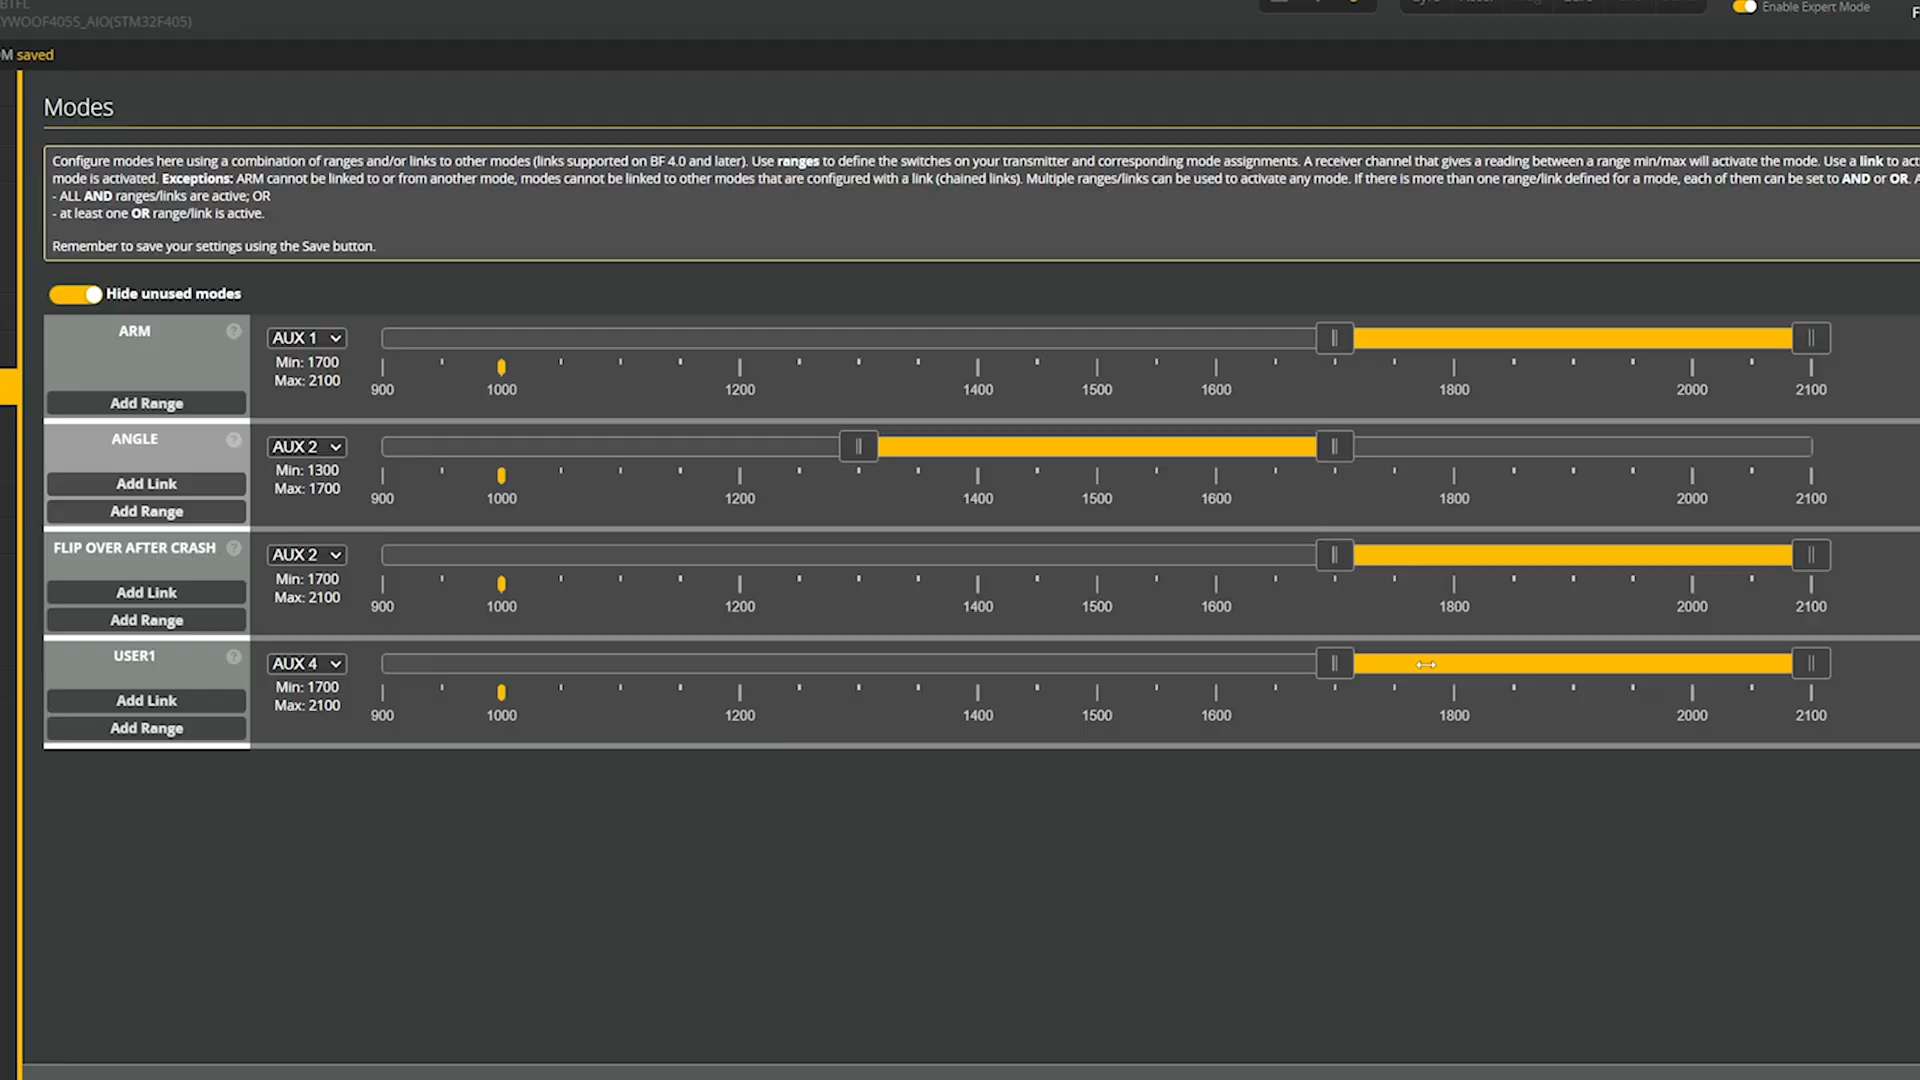 YWOOF405S_AIO(STM32F405)
Enable Expert Mode
M saved
Modes
Configure modes here using a combination of ranges and/or links to other modes (links supported on BF 4.0 and later). Use ranges to define the switches on your transmitter and corresponding mode assignments. A receiver channel that gives a reading between a range min/max will activate the mode. Use a link to acti
mode is activated. Exceptions: ARM cannot be linked to or from another mode, modes cannot be linked to other modes that are configured with a link (chained links). Multiple ranges/links can be used to activate any mode. If there is more than one range/link defined for a mode, each of them can be set to AND or OR. A
- ALL AND ranges/links are active; OR
- at least one OR range/link is active.
Remember to save your settings using the Save button.
Hide unused modes
ARM
AUX 1
Min: 1700
Max: 2100
900 1000 1200 1400 1500 1600 1800 2000 2100
Add Range
ANGLE
AUX 2
Min: 1300
Max: 1700
900 1000 1200 1400 1500 1600 1800 2000 2100
Add Link
Add Range
FLIP OVER AFTER CRASH
AUX 2
Min: 1700
Max: 2100
900 1000 1200 1400 1500 1600 1800 2000 2100
Add Link
Add Range
USER1
AUX 4
Min: 1700
Max: 2100
900 1000 1200 1400 1500 1600 1800 2000 2100
Add Link
Add Range